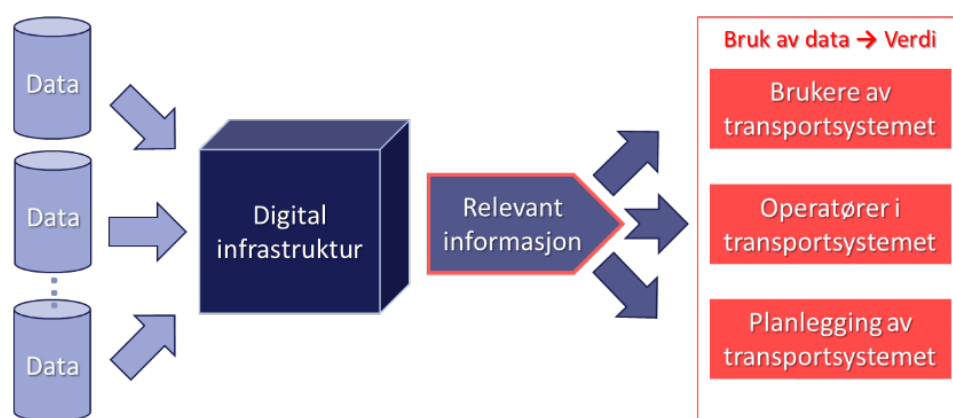 Data
Data
Data
Digital
infrastruktur
Relevant
informasjon
Bruk av data → Verdi
Brukere av
transportsystemet
Operatører i
transportsystemet
Planlegging av
transportsystemet